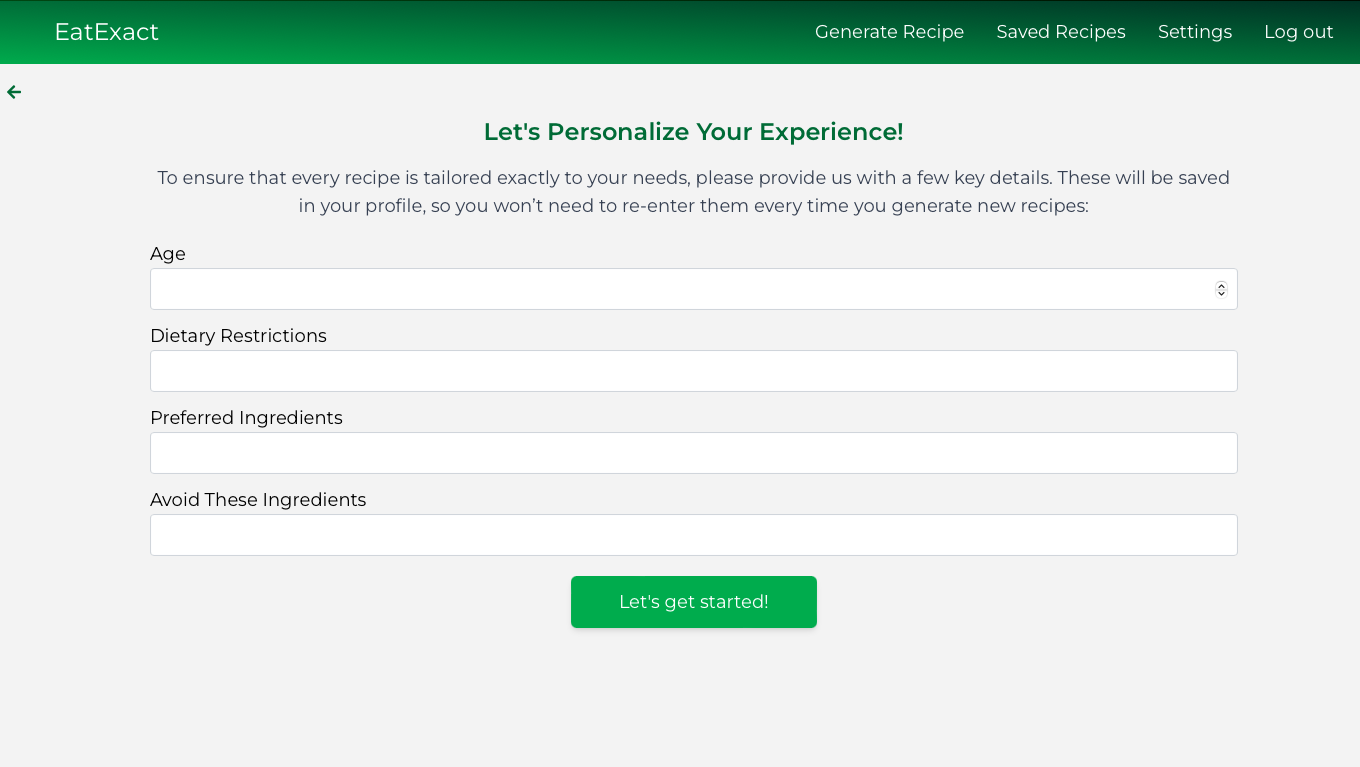 EatExact
Generate Recipe
Saved Recipes
Settings
Log out
Let's Personalize Your Experience!
To ensure that every recipe is tailored exactly to your needs, please provide us with a few key details. These will be saved
in your profile, so you won’t need to re-enter them every time you generate new recipes:
Age
Dietary Restrictions
Preferred Ingredients
Avoid These Ingredients
Let's get started!